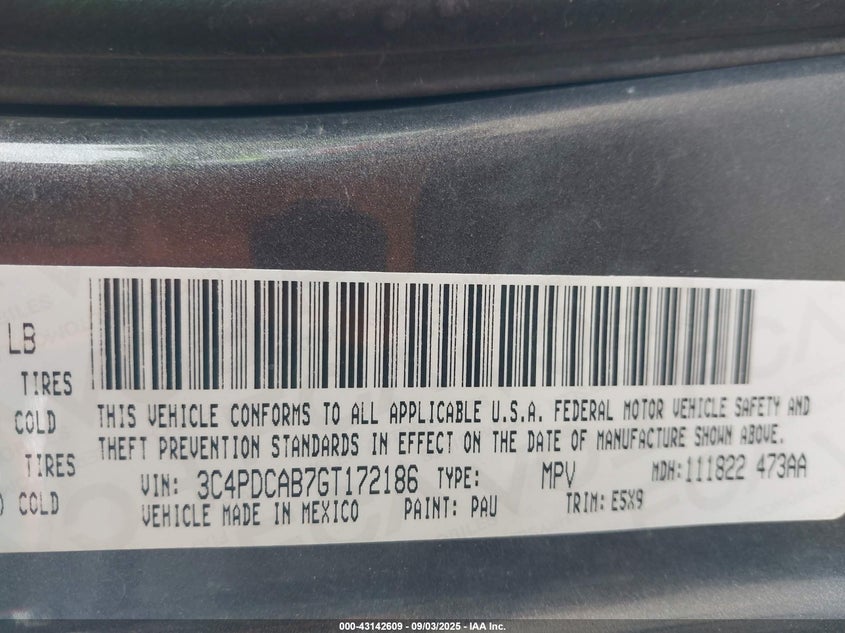 LB
TIRES
COLD
TIRES
COLD
THIS VEHICLE CONFORMS TO ALL APPLICABLE U.S.A. FEDERAL MOTOR VEHICLE SAFETY AND
THEFT PREVENTION STANDARDS IN EFFECT ON THE DATE OF MANUFACTURE SHOWN ABOVE.
VIN: 3C4PDCAB7GT172186 TYPE: MPV MDH:111822 473AA
VEHICLE MADE IN MEXICO PAINT: PAU TRIM: E5X9
000-43142609 - 09/03/2025 - IAA Inc.